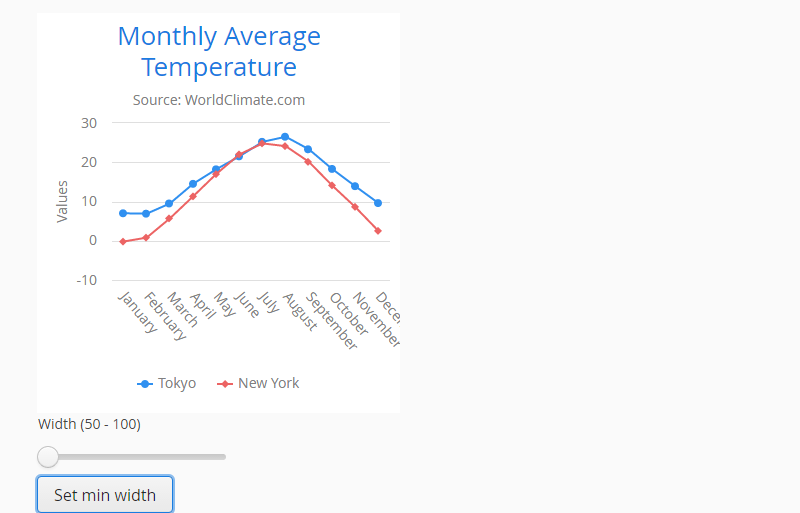 Monthly Average
Temperature
Source: WorldClimate.com
Values
30
20
10
0
-10
January
February
March
April
May
June
July
August
September
October
November
Tokyo
New York
Width (50 - 100)
Set min width